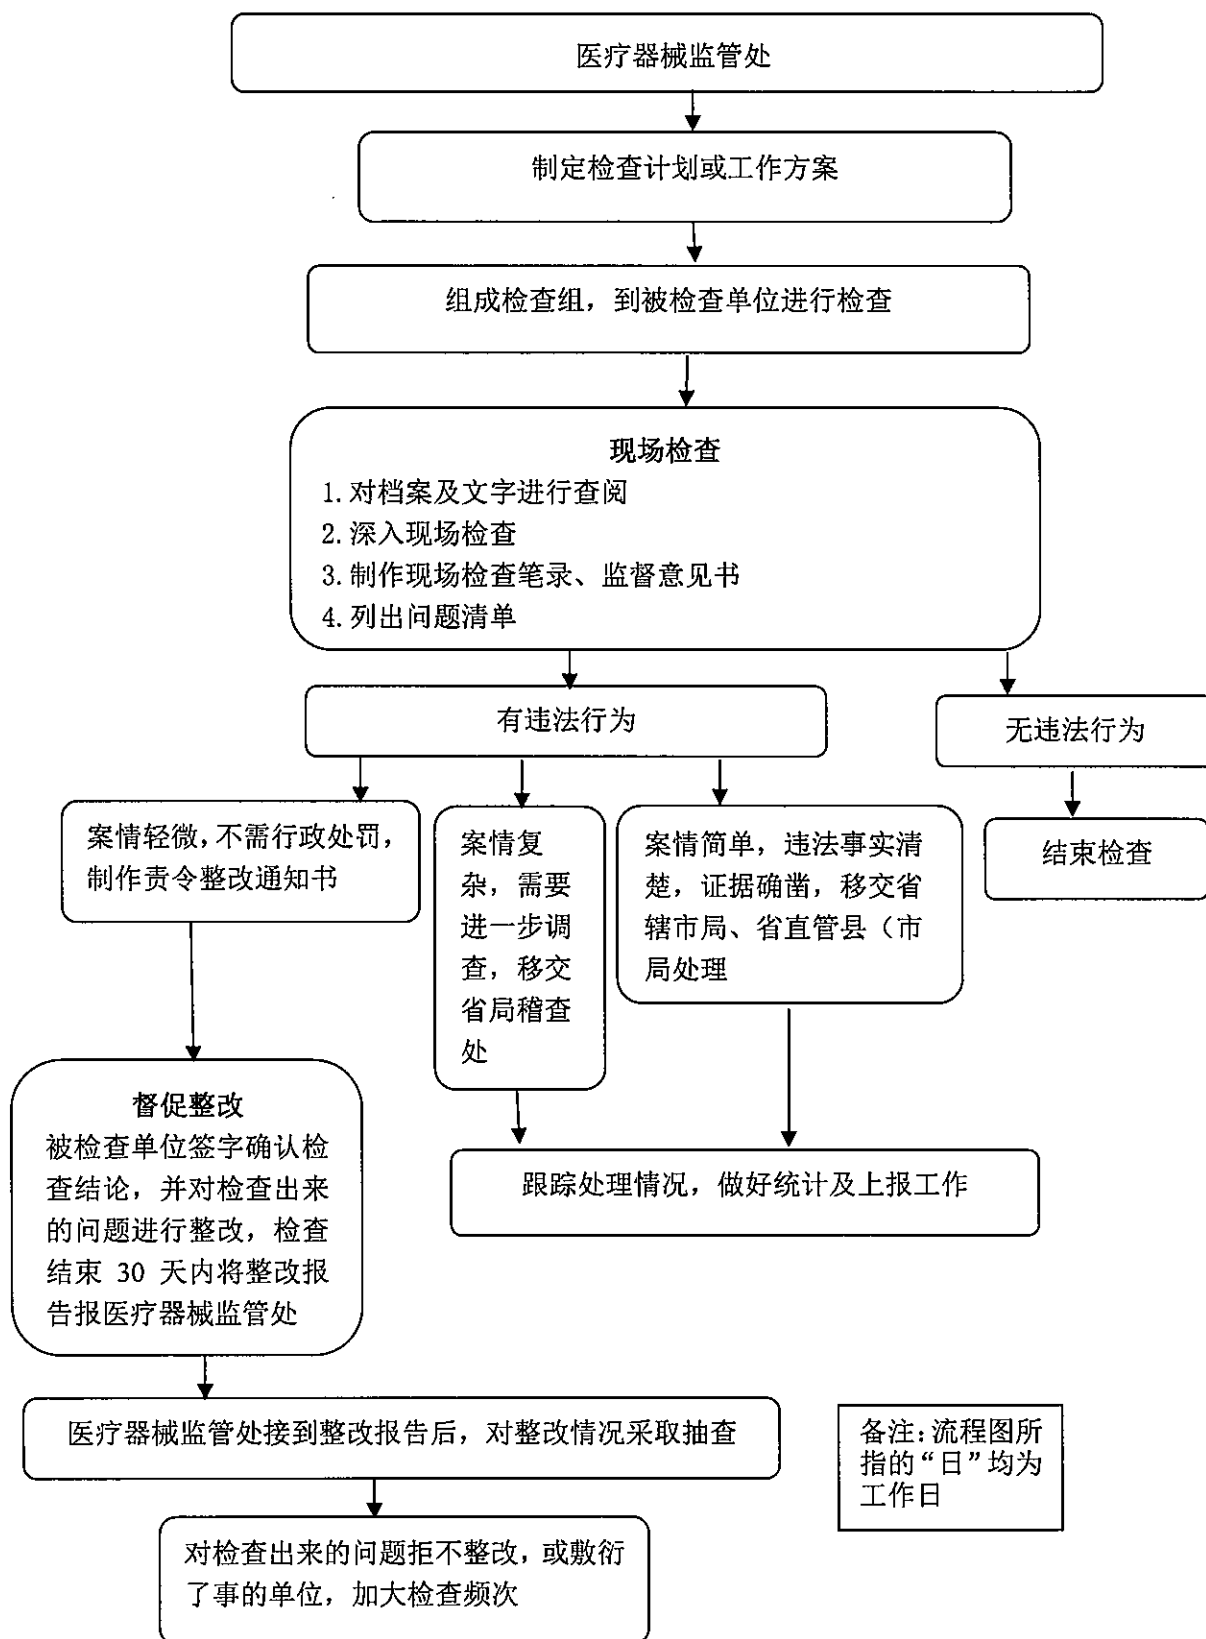 医疗器械监管处
制定检查计划或工作方案
组成检查组，到被检查单位进行检查
现场检查
1.对档案及文字进行查阅
2.深入现场检查
3.制作现场检查笔录、监督意见书
4.列出问题清单
有违法行为
无违法行为
案情轻微，不需行政处罚，
制作责令整改通知书
案情复
杂，需要
进一步调
查，移交
省局稽查
处
案情简单，违法事实清
楚，证据确凿，移交省
辖市局、省直管县（市
局处理
结束检查
督促整改
被检查单位签字确认检
查结论，并对检查出来
的问题进行整改，检查
结束 30 天内将整改报
告报医疗器械监管处
跟踪处理情况，做好统计及上报工作
医疗器械监管处接到整改报告后，对整改情况采取抽查
对检查出来的问题拒不整改，或敷衍
了事的单位，加大检查频次
备注：流程图所
指的“日”均为
工作日